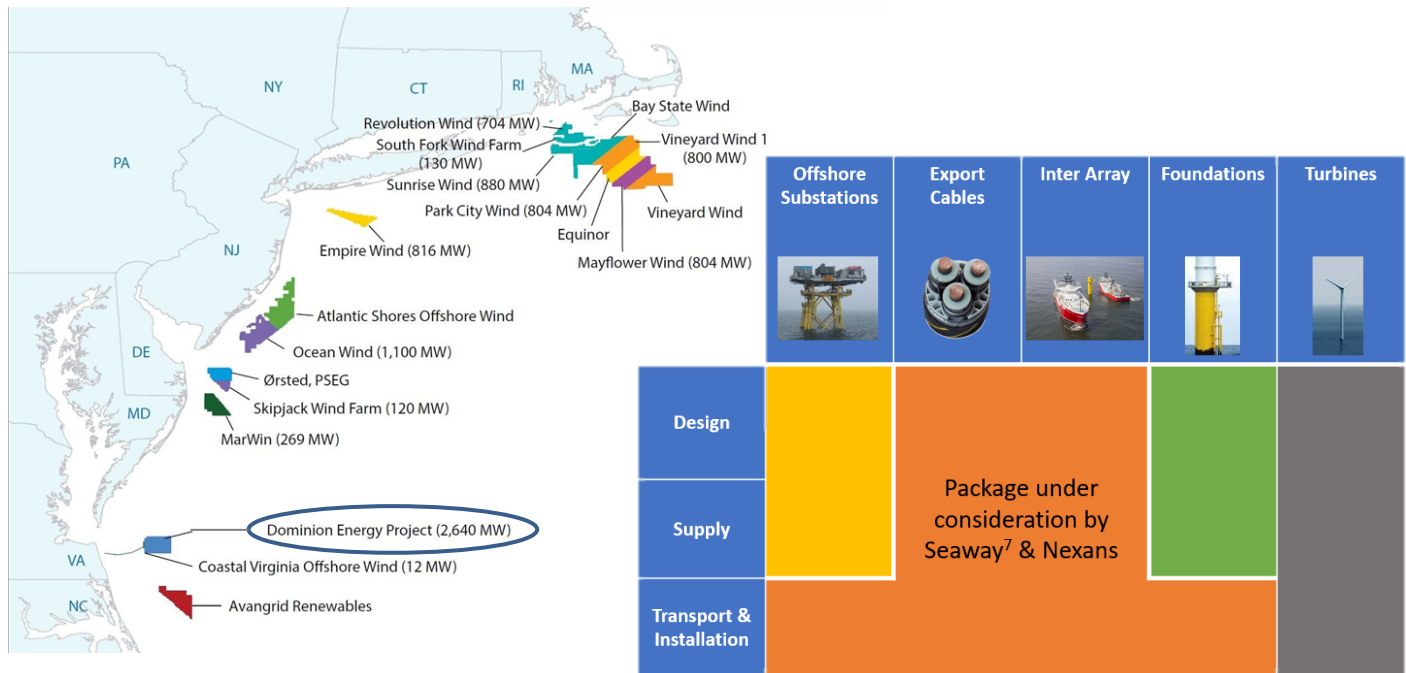 NY
CT
RI
MA
PA
NJ
DE
MD
VA
NC
Bay State Wind
Revolution Wind (704 MW)
South Fork Wind Farm
(130 MW)
Vineyard Wind 1
(800 MW)
Sunrise Wind (880 MW)
Park City Wind (804 MW)
Vineyard Wind
Equinor
Mayflower Wind (804 MW)
Empire Wind (816 MW)
Atlantic Shores Offshore Wind
Ocean Wind (1,100 MW)
Ørsted, PSEG
Skipjack Wind Farm (120 MW)
MarWin (269 MW)
Dominion Energy Project (2,640 MW)
Coastal Virginia Offshore Wind (12 MW)
Avangrid Renewables
Offshore
Substations
Export
Cables
Inter Array
Foundations
Turbines
Design
Supply
Transport &
Installation
Package under
consideration by
Seaway⁷ & Nexans